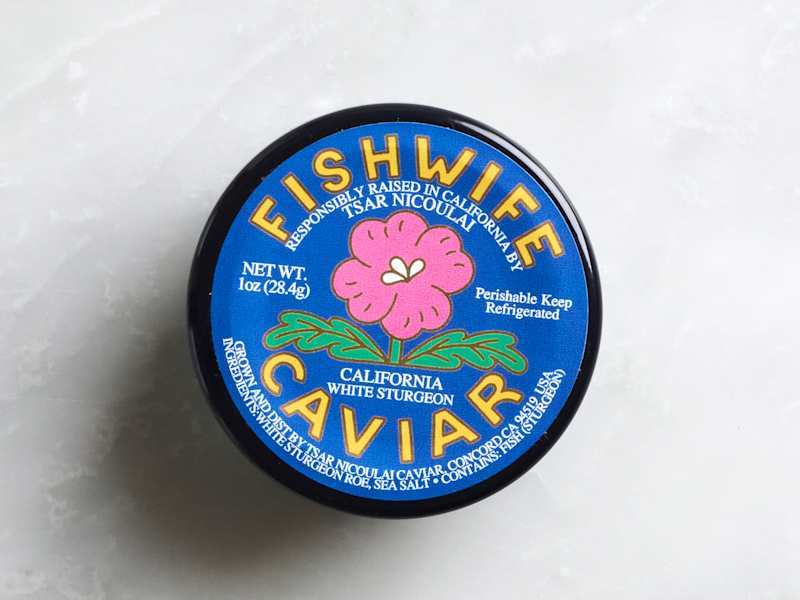 FISHWIFE
RESPONSIBLY RAISED IN CALIFORNIA BY
TSAR NICOULAI
NET WT.
1oz (28.4g)
Perishable Keep
Refrigerated
CALIFORNIA
WHITE STURGEON
CAVIAR
GROWN AND DIST BY TSAR NICOULAI CAVIAR, CONCORD CA 94519 USA
INGREDIENTS: WHITE STURGEON ROE, SEA SALT • CONTAINS: FISH (STURGEON)